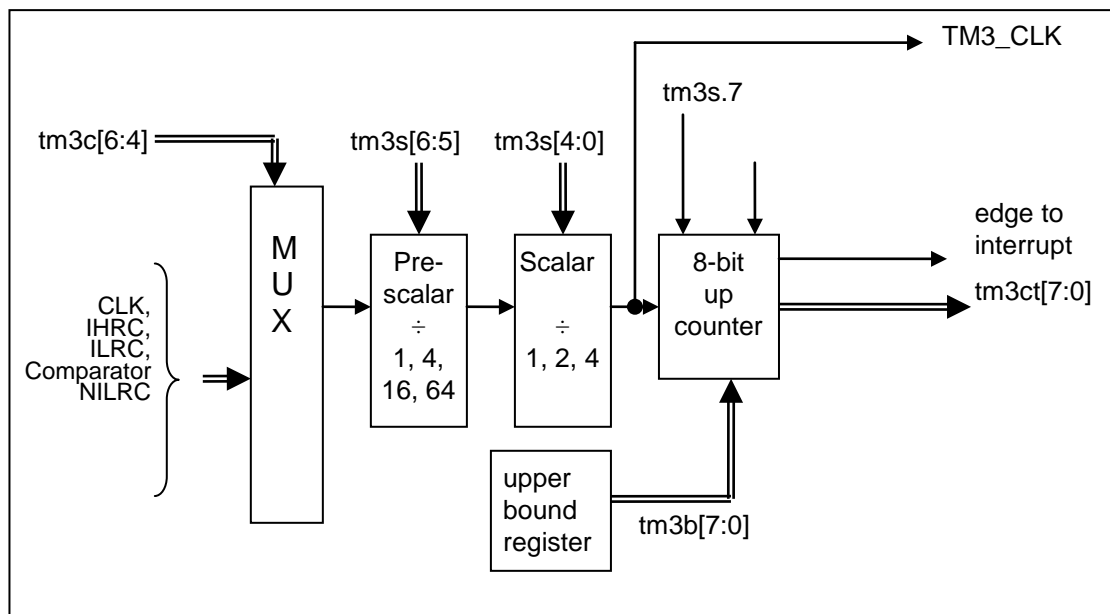 TM3_CLK
tm3s.7
tm3c[6:4]
tm3s[6:5]
tm3s[4:0]
M
U
X
Pre-
scalar
÷
1, 4,
16, 64
Scalar
÷
1, 2, 4
8-bit
up
counter
edge to
interrupt
tm3ct[7:0]
CLK,
IHRC,
ILRC,
Comparator
NILRC
upper
bound
register
tm3b[7:0]